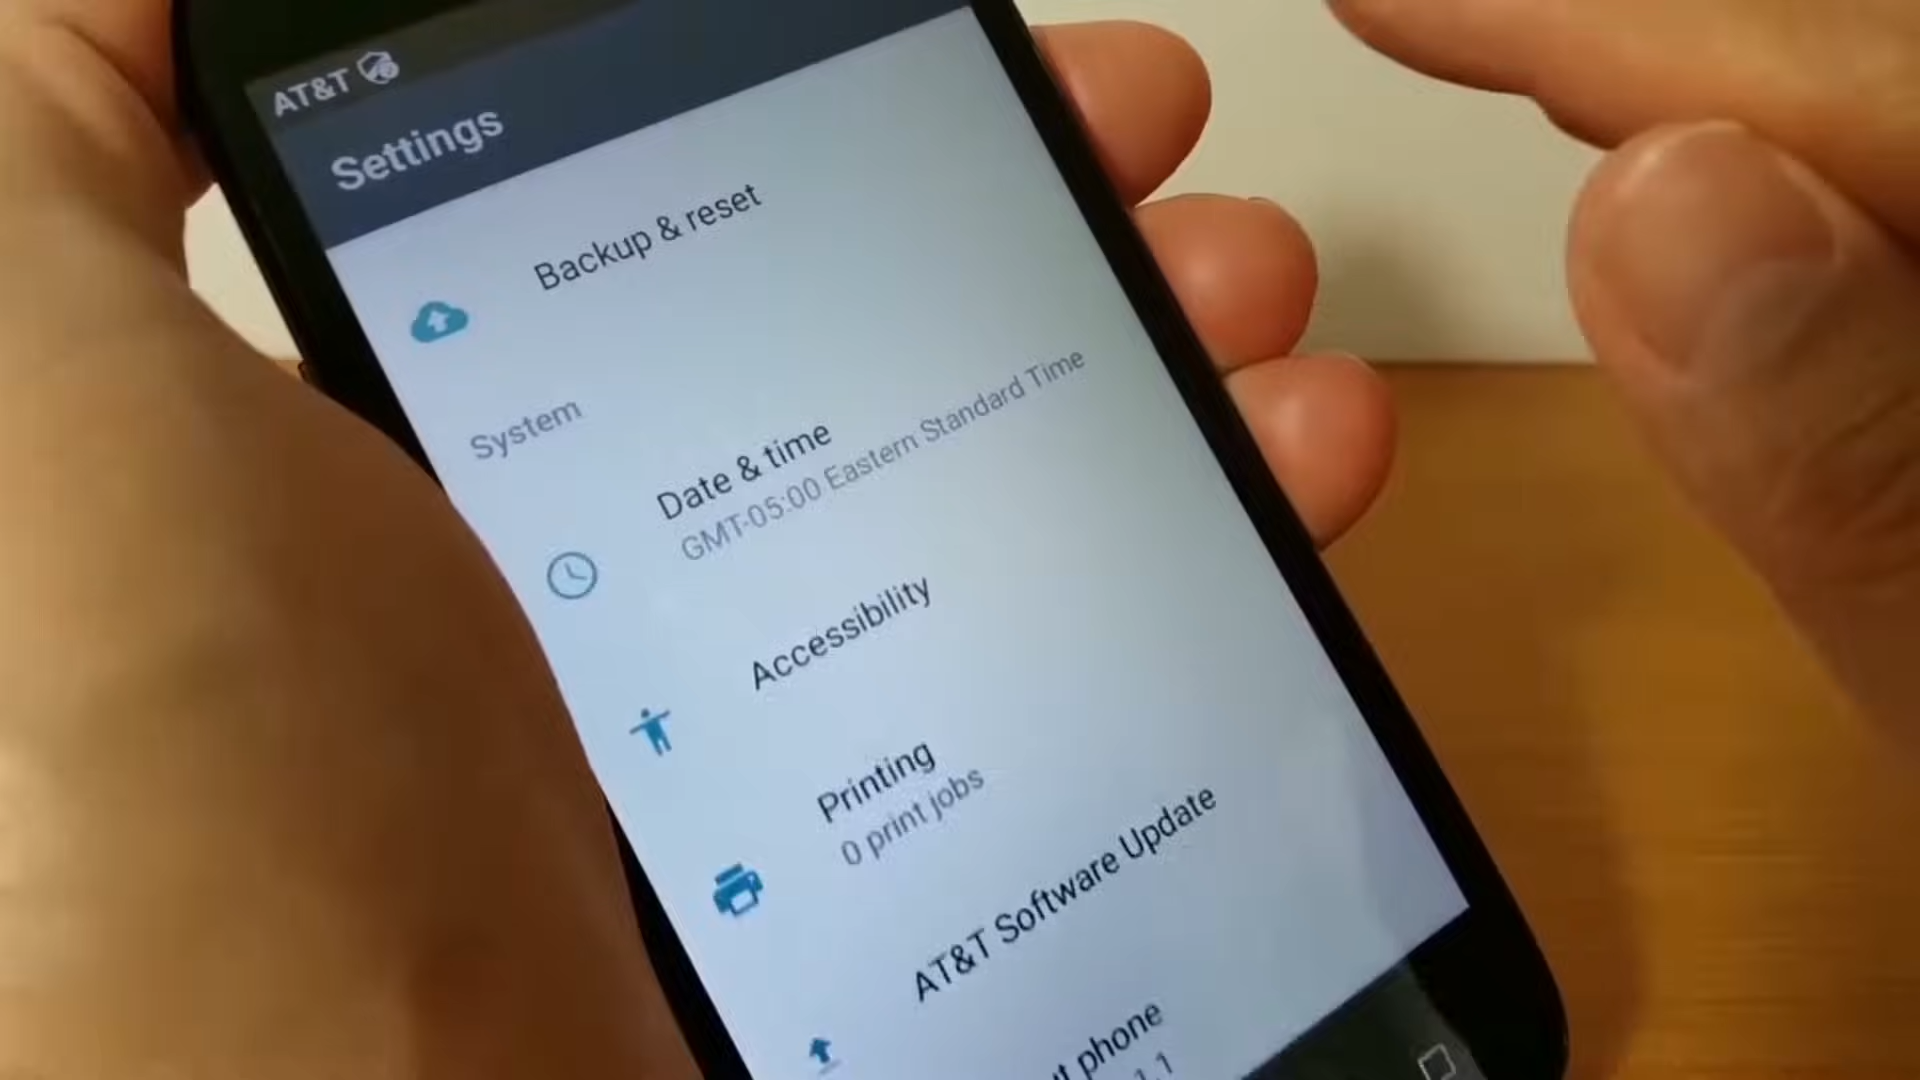 AT&T
Settings
Backup & reset
System
Date & time
GMT-05:00 Eastern Standard Time
Accessibility
Printing
0 print jobs
AT&T Software Update
phone